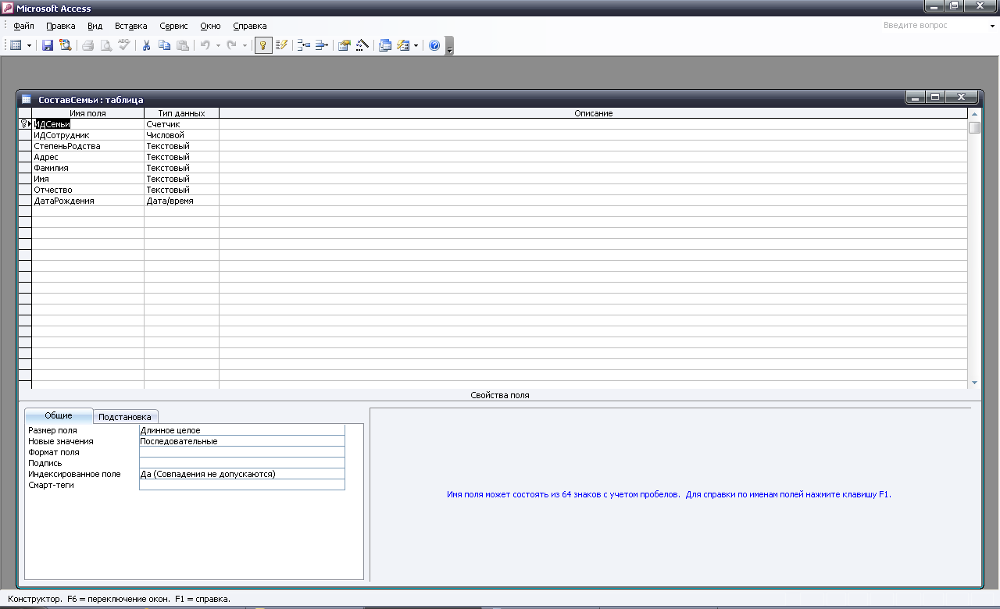 Microsoft Access
Файл Правка Вид Вставка Сервис Окно Справка Введите вопрос
СоставСемьи : таблица
Имя поля Тип данных Описание
ИДСемьи Счетчик
ИДСотрудник Числовой
СтепеньРодства Текстовый
Адрес Текстовый
Фамилия Текстовый
Имя Текстовый
Отчество Текстовый
ДатаРождения Дата/время
Свойства поля
Общие Подстановка
Размер поля Длинное целое
Новые значения Последовательные
Формат поля
Подпись
Индексированное поле Да (Совпадения не допускаются)
Смарт-теги
Имя поля может состоять из 64 знаков с учетом пробелов. Для справки по именам полей нажмите клавишу F1.
Конструктор. F6 = переключение окон. F1 = справка.